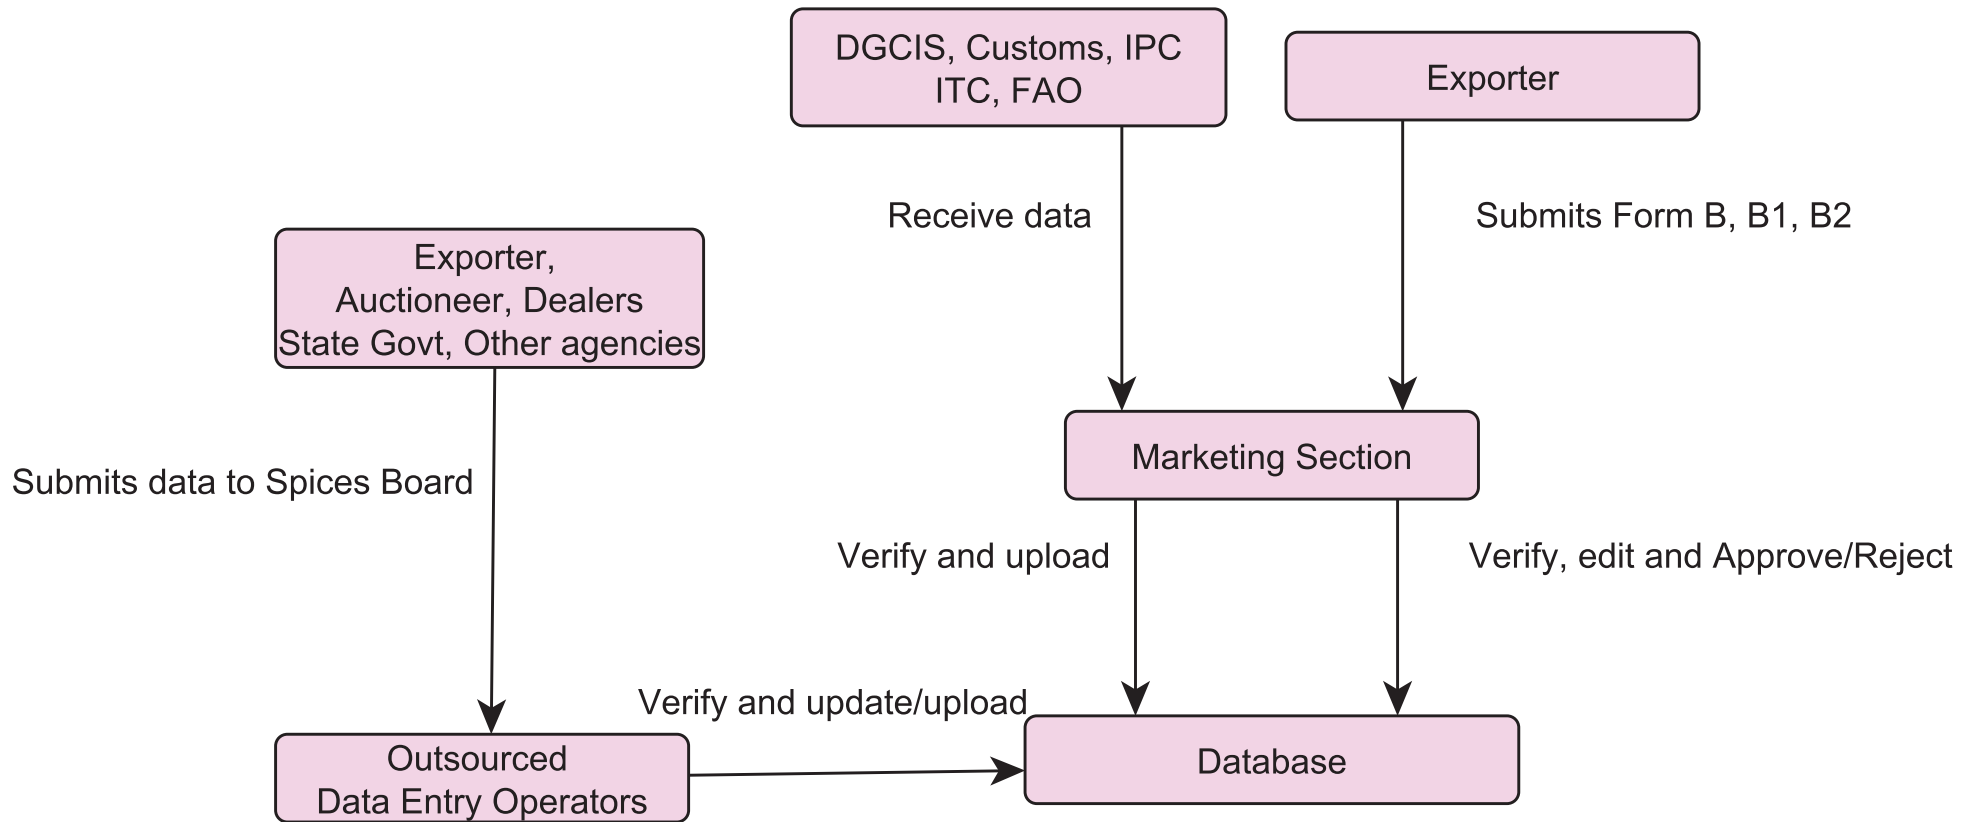 DGCIS, Customs, IPC
ITC, FAO
Exporter
Receive data
Submits Form B, B1, B2
Exporter,
Auctioneer, Dealers
State Govt, Other agencies
Marketing Section
Submits data to Spices Board
Verify and upload
Verify, edit and Approve/Reject
Verify and update/upload
Outsourced
Data Entry Operators
Database